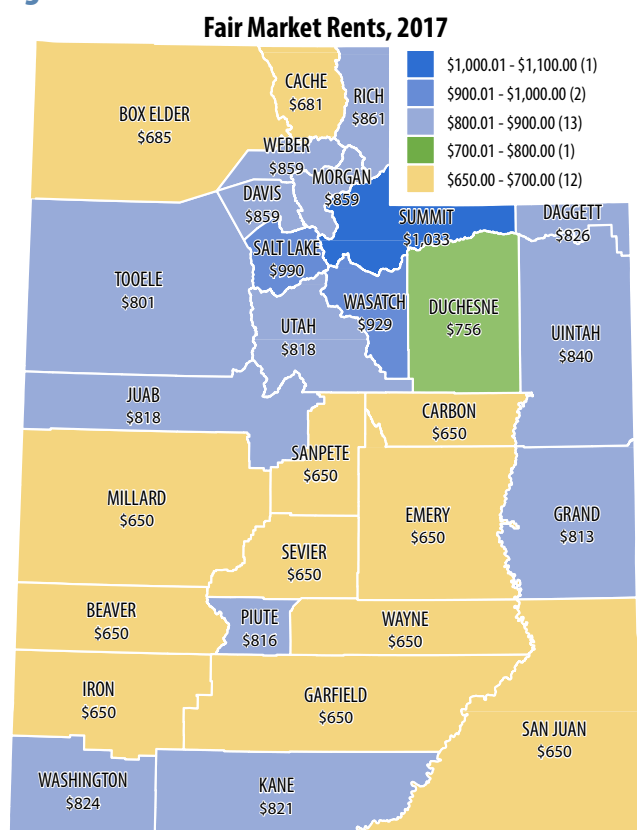 Fair Market Rents, 2017
$1,000.01 - $1,100.00 (1)
$900.01 - $1,000.00 (2)
$800.01 - $900.00 (13)
$700.01 - $800.00 (1)
$650.00 - $700.00 (12)
BOX ELDER
$685
CACHE
$681
RICH
$861
WEBER
$859
MORGAN
$859
DAVIS
$859
SUMMIT
$1,033
DAGGETT
$826
SALT LAKE
$990
TOOELE
$801
WASATCH
$929
DUCHESNE
$756
UTAH
$818
UINTAH
$840
JUAB
$818
CARBON
$650
SANPETE
$650
MILLARD
$650
EMERY
$650
GRAND
$813
SEVIER
$650
BEAVER
$650
PIUTE
$816
WAYNE
$650
IRON
$650
GARFIELD
$650
SAN JUAN
$650
WASHINGTON
$824
KANE
$821